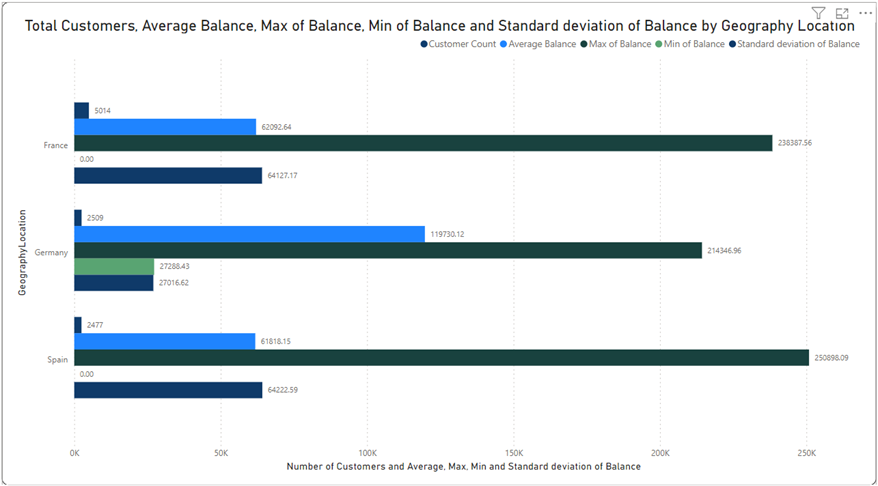 Total Customers, Average Balance, Max of Balance, Min of Balance and Standard deviation of Balance by Geography Location
Customer Count Average Balance Max of Balance Min of Balance Standard deviation of Balance
GeographyLocation
France
5014
62092.64
238387.56
0.00
64127.17
Germany
2509
119730.12
214346.96
27288.43
27016.62
Spain
2477
61818.15
250898.09
0.00
64222.59
0K 50K 100K 150K 200K 250K
Number of Customers and Average, Max, Min and Standard deviation of Balance